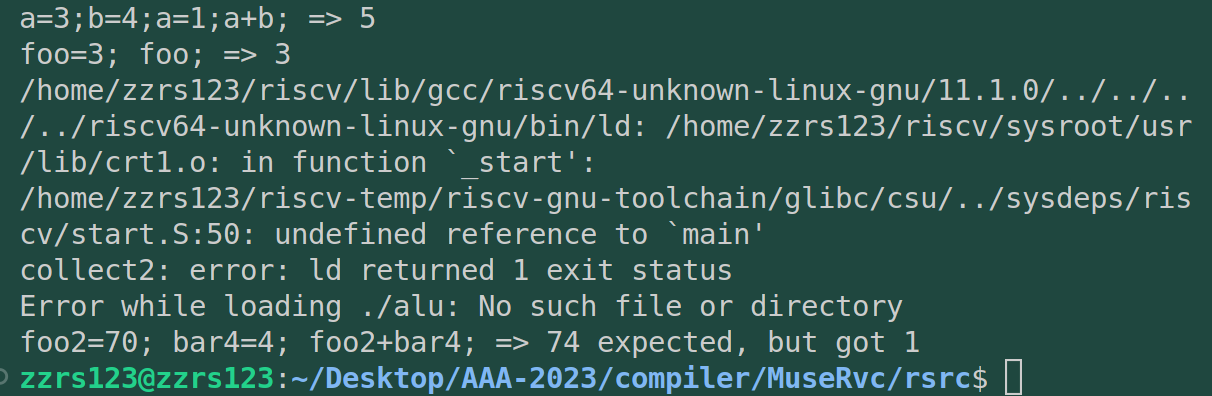 a=3;b=4;a=1;a+b; => 5
foo=3; foo; => 3
/home/zzrs123/riscv/lib/gcc/riscv64-unknown-linux-gnu/11.1.0/../../..
/../riscv64-unknown-linux-gnu/bin/ld: /home/zzrs123/riscv/sysroot/usr
/lib/crt1.o: in function `_start':
/home/zzrs123/riscv-temp/riscv-gnu-toolchain/glibc/csu/../sysdeps/ris
cv/start.S:50: undefined reference to `main'
collect2: error: ld returned 1 exit status
Error while loading ./alu: No such file or directory
foo2=70; bar4=4; foo2+bar4; => 74 expected, but got 1
zzrs123@zzrs123:~/Desktop/AAA-2023/compiler/MuseRvc/rsrc$